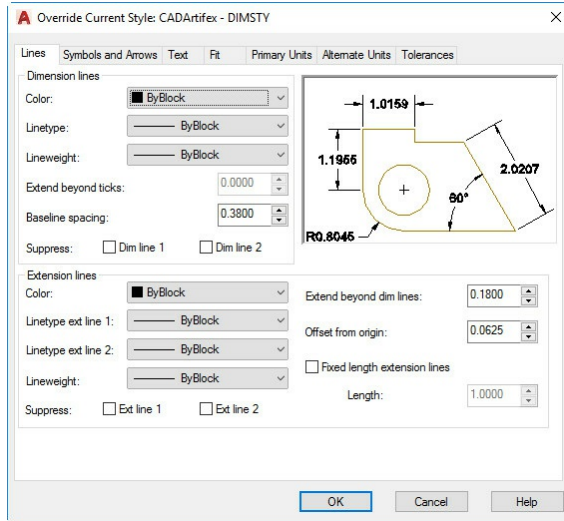 Override Current Style: CADArtifex - DIMSTY
Lines Symbols and Arrows Text Fit Primary Units Alternate Units Tolerances
Dimension lines
Color: ByBlock
Linetype: ByBlock
Lineweight: ByBlock
Extend beyond ticks: 0.0000
Baseline spacing: 0.3800
Suppress: Dim line 1 Dim line 2
1.0159
1.1955
2.0207
60°
R0.8045
Extension lines
Color: ByBlock
Linetype ext line 1: ByBlock
Linetype ext line 2: ByBlock
Lineweight: ByBlock
Suppress: Ext line 1 Ext line 2
Extend beyond dim lines: 0.1800
Offset from origin: 0.0625
Fixed length extension lines
Length: 1.0000
OK Cancel Help